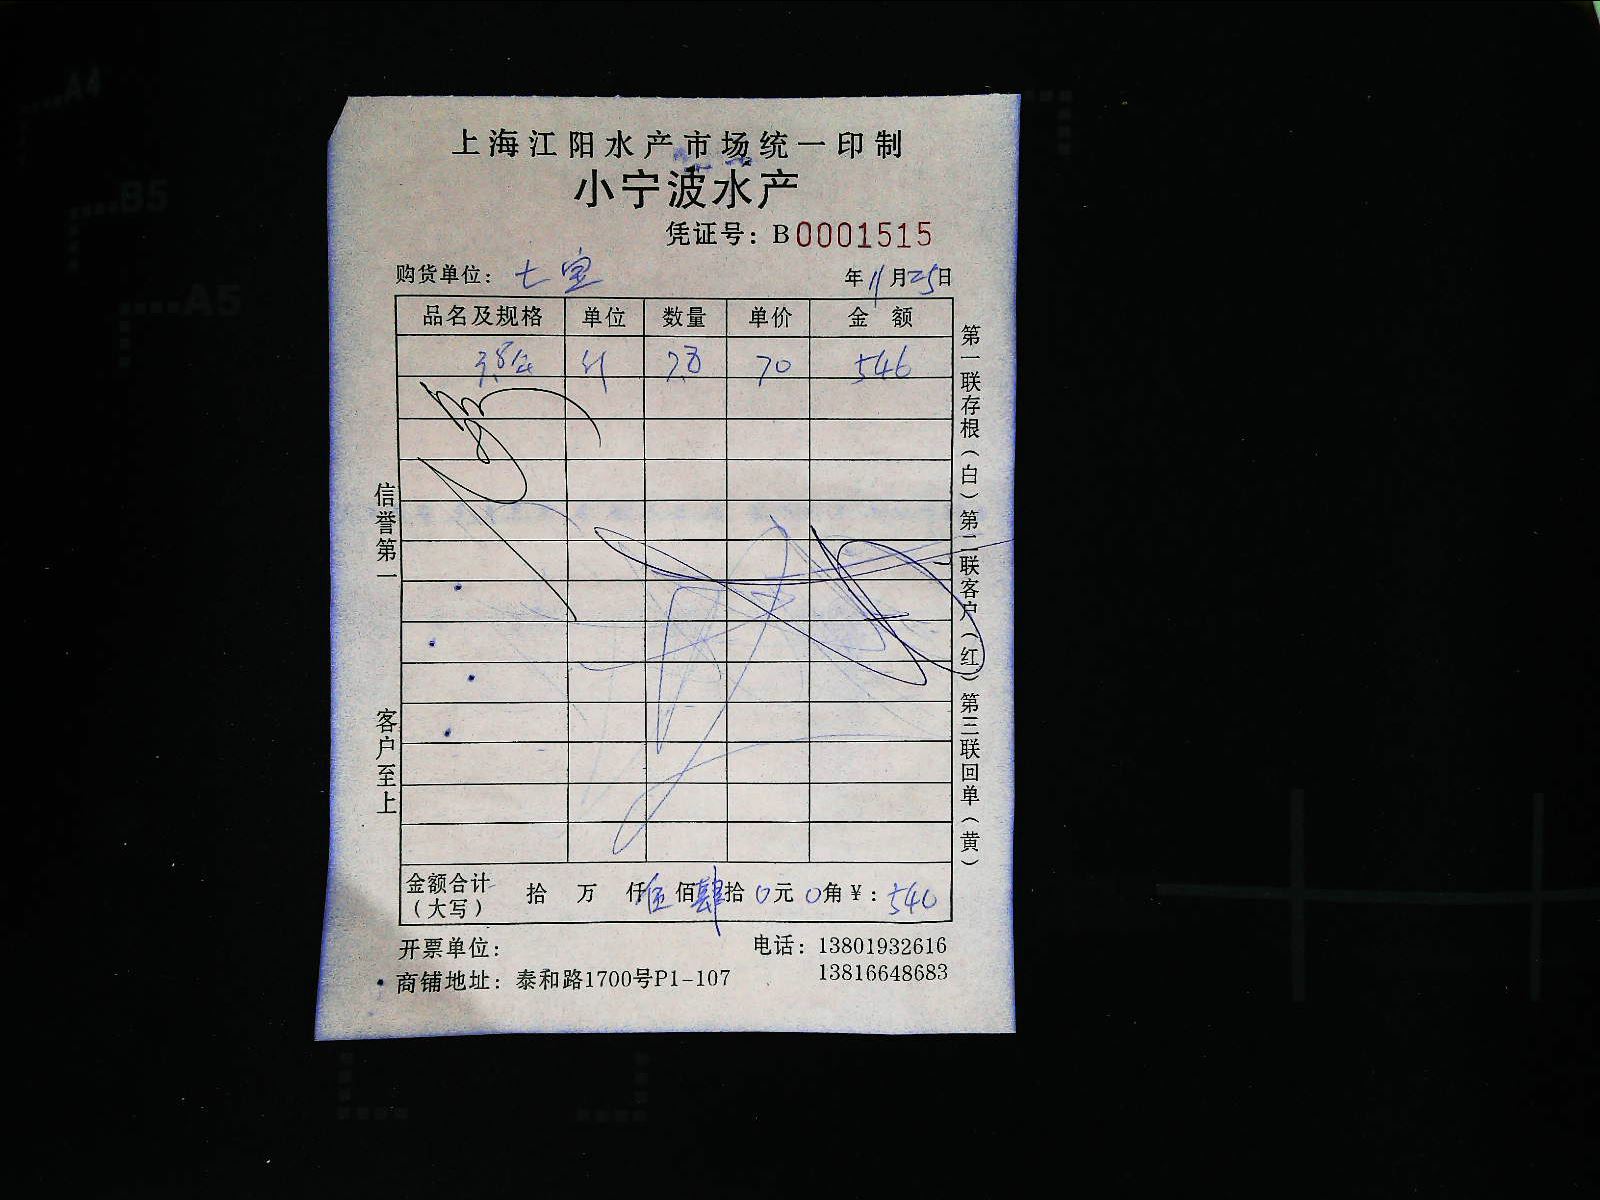 上海江阳水产市场统一印制
小宁波水产
凭证号：B0001515
购货单位：七宝 年11月25日
品名及规格 单位 数量 单价 金额
斤 7.8 70 546
信誉第一 客户至上
第一联存根（白）第二联客户（红）第三联回单（黄）
金额合计（大写） 拾 万 仟伍佰肆拾0元0角￥：540
开票单位： 电话：13801932616
13816648683
商铺地址：泰和路1700号P1-107
A4
B5
A5